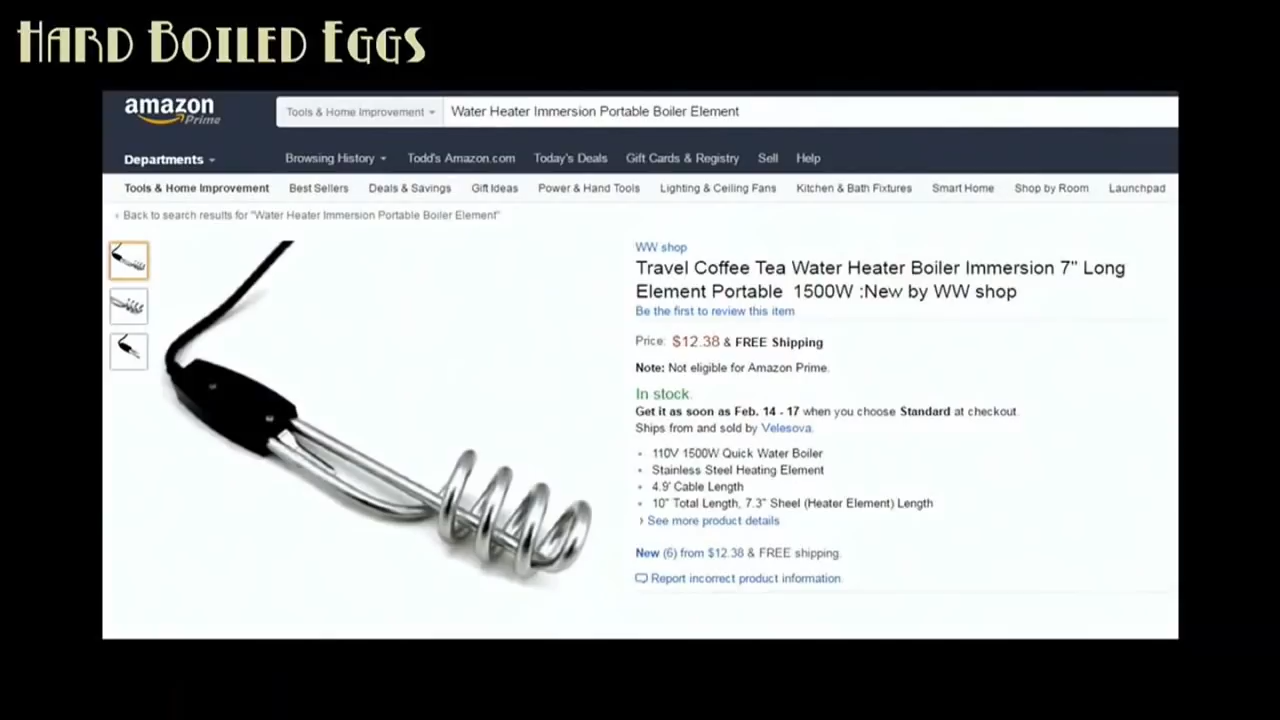 HARD BOILED EGGS
amazon
Prime
Tools & Home Improvement
Water Heater Immersion Portable Boiler Element
Departments
Browsing History
Todd's Amazon.com
Today's Deals
Gift Cards & Registry
Sell
Help
Tools & Home Improvement
Best Sellers
Deals & Savings
Gift Ideas
Power & Hand Tools
Lighting & Ceiling Fans
Kitchen & Bath Fixtures
Smart Home
Shop by Room
Launchpad
‹ Back to search results for "Water Heater Immersion Portable Boiler Element"
WW shop
Travel Coffee Tea Water Heater Boiler Immersion 7" Long
Element Portable 1500W :New by WW shop
Be the first to review this item
Price: $12.38 & FREE Shipping
Note: Not eligible for Amazon Prime.
In stock.
Get it as soon as Feb. 14 - 17 when you choose Standard at checkout.
Ships from and sold by Velesova.
• 110V 1500W Quick Water Boiler
• Stainless Steel Heating Element
• 4.9' Cable Length
• 10" Total Length, 7.3" Sheel (Heater Element) Length
› See more product details
New (6) from $12.38 & FREE shipping.
Report incorrect product information.